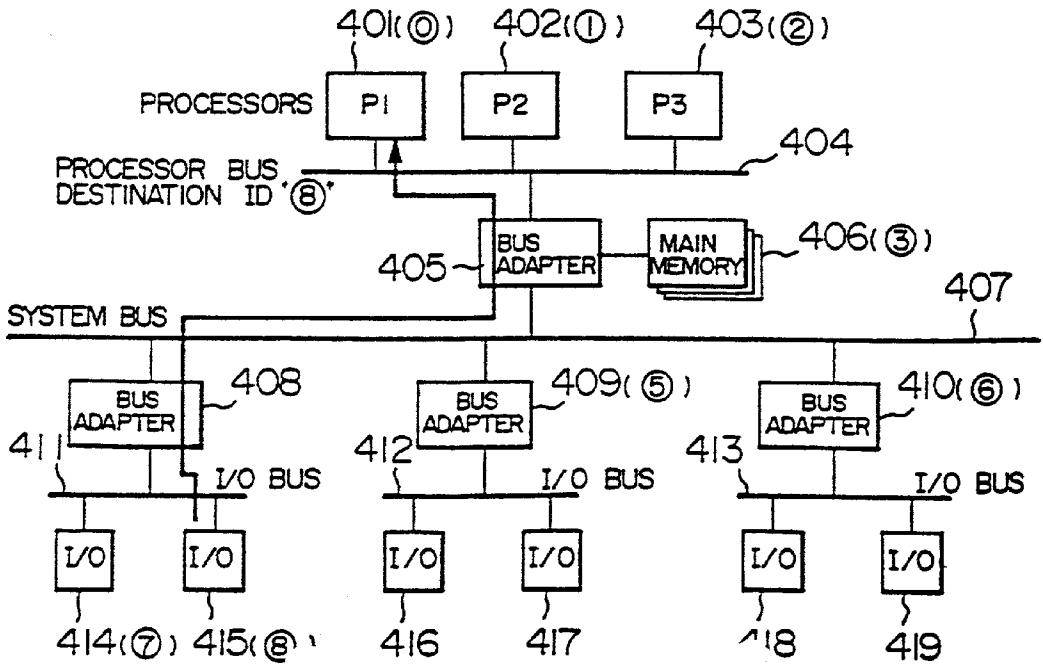 401(⓪) 402(①) 403(②)
PROCESSORS P1 P2 P3
404
PROCESSOR BUS
DESTINATION ID "⑧"
405 BUS ADAPTER MAIN MEMORY 406(③)
407
SYSTEM BUS
BUS ADAPTER 408 BUS ADAPTER 409(⑤) BUS ADAPTER 410(⑥)
411 I/O BUS 412 I/O BUS 413 I/O BUS
I/O I/O I/O I/O I/O I/O
414(⑦) 415(⑧) 416 417 418 419